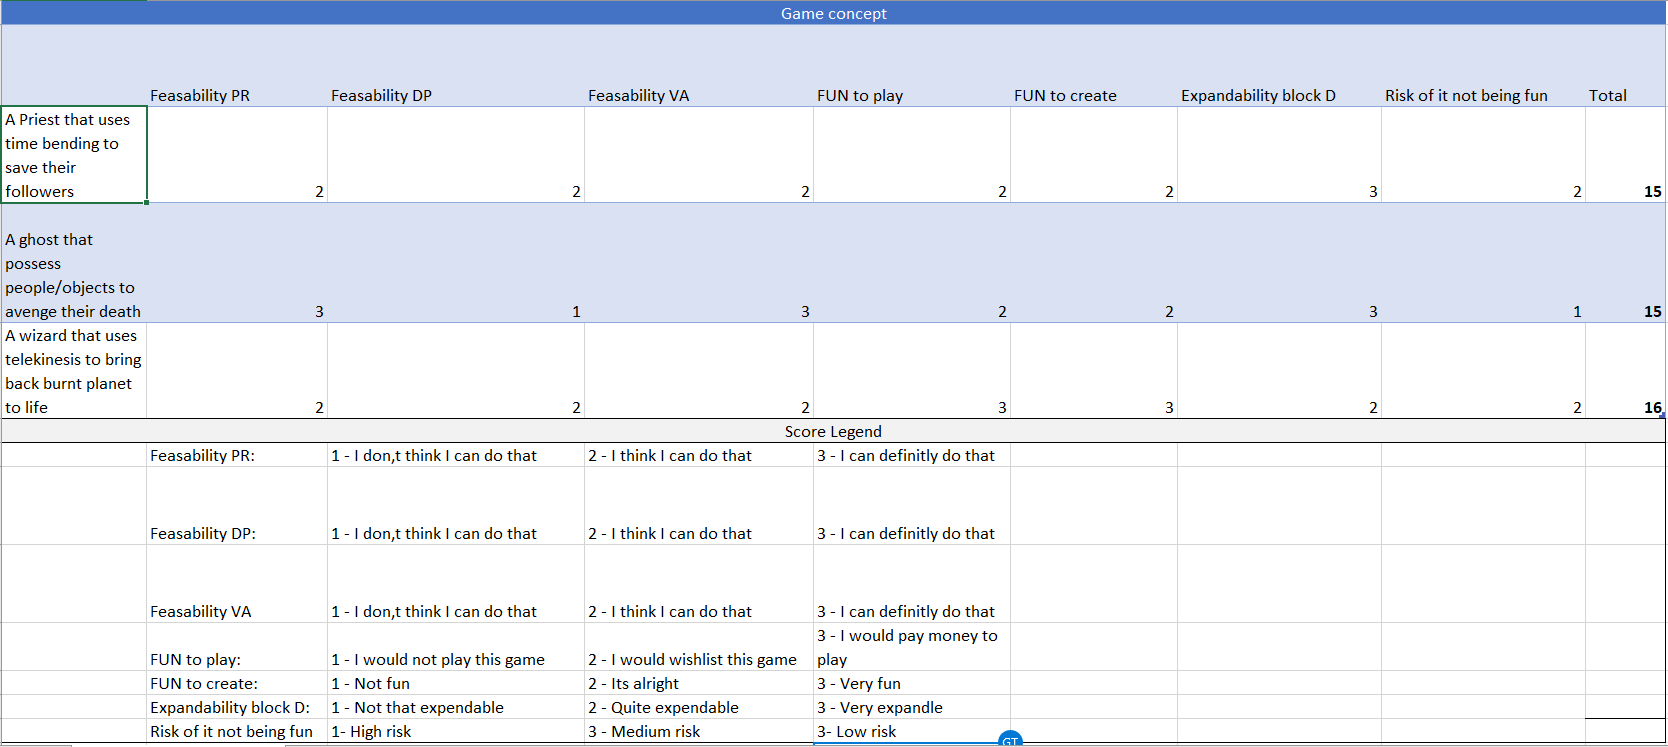 Game concept
Feasability PR Feasability DP Feasability VA FUN to play FUN to create Expandability block D Risk of it not being fun Total
A Priest that uses
time bending to
save their
followers 2 2 2 2 2 3 2 15
A ghost that
possess
people/objects to
avenge their death 3 1 3 2 2 3 1 15
A wizard that uses
telekinesis to bring
back burnt planet
to life 2 2 2 3 3 2 2 16
Score Legend
Feasability PR: 1 - I don,t think I can do that 2 - I think I can do that 3 - I can definitly do that
Feasability DP: 1 - I don,t think I can do that 2 - I think I can do that 3 - I can definitly do that
Feasability VA 1 - I don,t think I can do that 2 - I think I can do that 3 - I can definitly do that
3 - I would pay money to
FUN to play: 1 - I would not play this game 2 - I would wishlist this game play
FUN to create: 1 - Not fun 2 - Its alright 3 - Very fun
Expandability block D: 1 - Not that expendable 2 - Quite expendable 3 - Very expandle
Risk of it not being fun 1- High risk 3 - Medium risk 3- Low risk
GT